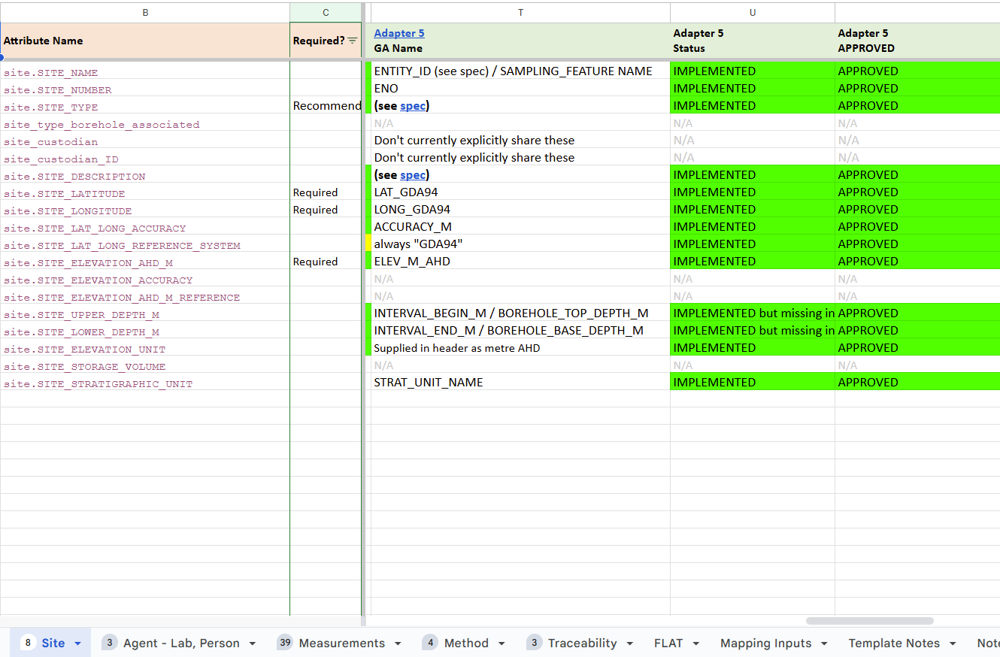 B C T U
Attribute Name Required? Adapter 5 GA Name Adapter 5 Status Adapter 5 APPROVED
site.SITE_NAME ENTITY_ID (see spec) / SAMPLING_FEATURE NAME IMPLEMENTED APPROVED
site.SITE_NUMBER ENO IMPLEMENTED APPROVED
site.SITE_TYPE Recommend (see spec) IMPLEMENTED APPROVED
site_type_borehole_associated N/A N/A N/A
site_custodian Don't currently explicitly share these N/A N/A
site_custodian_ID Don't currently explicitly share these N/A N/A
site.SITE_DESCRIPTION (see spec) IMPLEMENTED APPROVED
site.SITE_LATITUDE Required LAT_GDA94 IMPLEMENTED APPROVED
site.SITE_LONGITUDE Required LONG_GDA94 IMPLEMENTED APPROVED
site.SITE_LAT_LONG_ACCURACY ACCURACY_M IMPLEMENTED APPROVED
site.SITE_LAT_LONG_REFERENCE_SYSTEM always "GDA94" IMPLEMENTED APPROVED
site.SITE_ELEVATION_AHD_M Required ELEV_M_AHD IMPLEMENTED APPROVED
site.SITE_ELEVATION_ACCURACY N/A N/A N/A
site.SITE_ELEVATION_AHD_M_REFERENCE N/A N/A N/A
site.SITE_UPPER_DEPTH_M INTERVAL_BEGIN_M / BOREHOLE_TOP_DEPTH_M IMPLEMENTED but missing in APPROVED
site.SITE_LOWER_DEPTH_M INTERVAL_END_M / BOREHOLE_BASE_DEPTH_M IMPLEMENTED but missing in APPROVED
site.SITE_ELEVATION_UNIT Supplied in header as metre AHD IMPLEMENTED APPROVED
site.SITE_STORAGE_VOLUME N/A N/A N/A
site.SITE_STRATIGRAPHIC_UNIT STRAT_UNIT_NAME IMPLEMENTED APPROVED
8 Site 3 Agent - Lab, Person 39 Measurements 4 Method 3 Traceability FLAT Mapping Inputs Template Notes Note